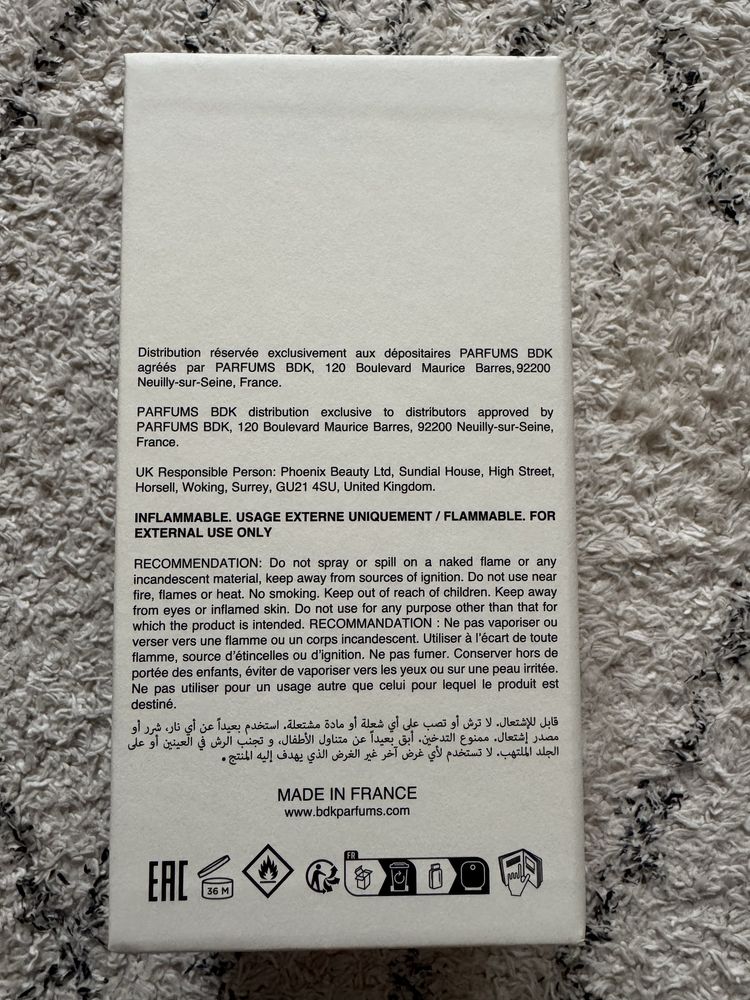 Distribution réservée exclusivement aux dépositaires PARFUMS BDK
agréés par PARFUMS BDK, 120 Boulevard Maurice Barres, 92200
Neuilly-sur-Seine, France.
PARFUMS BDK distribution exclusive to distributors approved by
PARFUMS BDK, 120 Boulevard Maurice Barres, 92200 Neuilly-sur-Seine,
France.
UK Responsible Person: Phoenix Beauty Ltd, Sundial House, High Street,
Horsell, Woking, Surrey, GU21 4SU, United Kingdom.
INFLAMMABLE. USAGE EXTERNE UNIQUEMENT / FLAMMABLE. FOR
EXTERNAL USE ONLY
RECOMMENDATION: Do not spray or spill on a naked flame or any
incandescent material, keep away from sources of ignition. Do not use near
fire, flames or heat. No smoking. Keep out of reach of children. Keep away
from eyes or inflamed skin. Do not use for any purpose other than that for
which the product is intended. RECOMMANDATION : Ne pas vaporiser ou
verser vers une flamme ou un corps incandescent. Utiliser à l'écart de toute
flamme, source d'étincelles ou d'ignition. Ne pas fumer. Conserver hors de
portée des enfants, éviter de vaporiser vers les yeux ou sur une peau irritée.
Ne pas utiliser pour un usage autre que celui pour lequel le produit est
destiné.
قابل للإشتعال. لا ترش أو تصب على أي شعلة أو مادة مشتعلة. استخدم بعيداً عن أي نار، شرر أو
مصدر إشتعال. ممنوع التدخين. أبق بعيداً عن متناول الأطفال، و تجنب الرش في العينين أو على
الجلد الملتهب. لا تستخدم لأي غرض آخر غير الغرض الذي يهدف إليه المنتج.
MADE IN FRANCE
www.bdkparfums.com
EAC 36 M FR